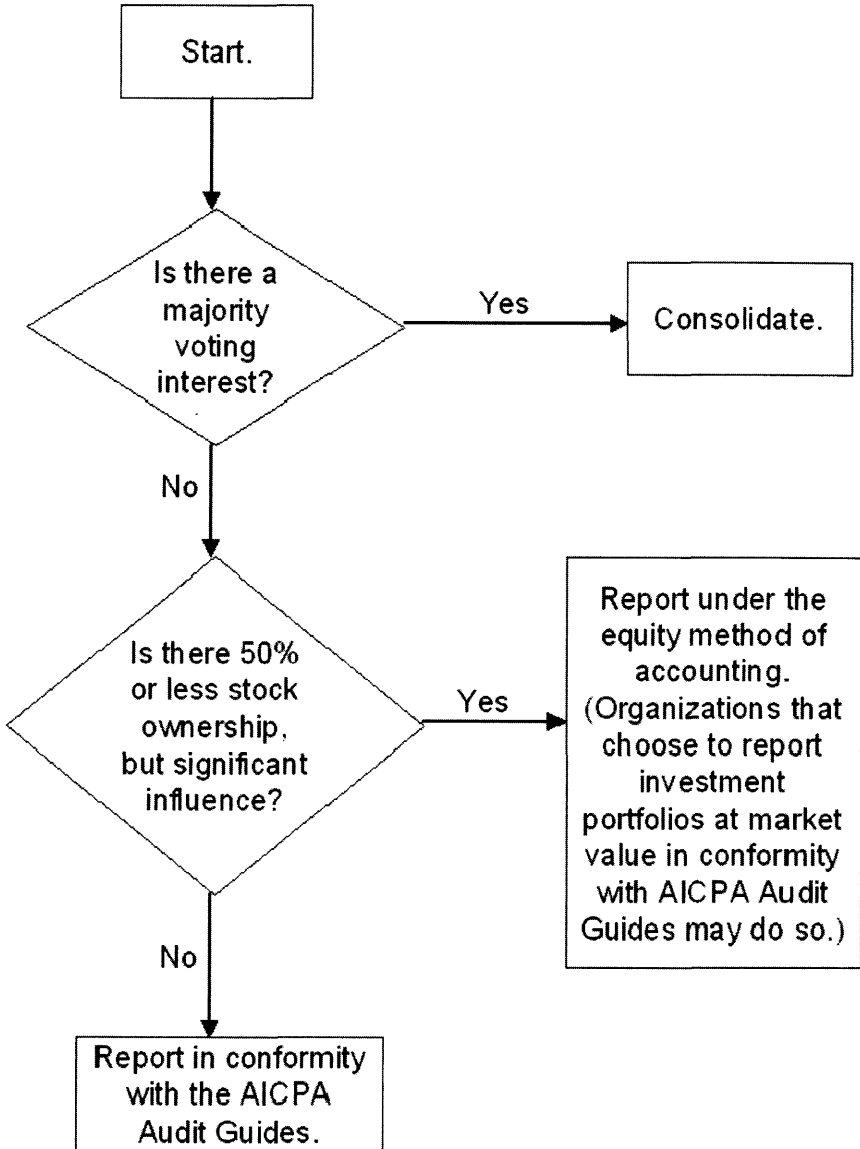 Start.
Is there a
majority
voting
interest?
Yes
Consolidate.
No
Is there 50%
or less stock
ownership,
but significant
influence?
Yes
Report under the
equity method of
accounting.
(Organizations that
choose to report
investment
portfolios at market
value in conformity
with AICPA Audit
Guides may do so.)
No
Report in conformity
with the AICPA
Audit Guides.